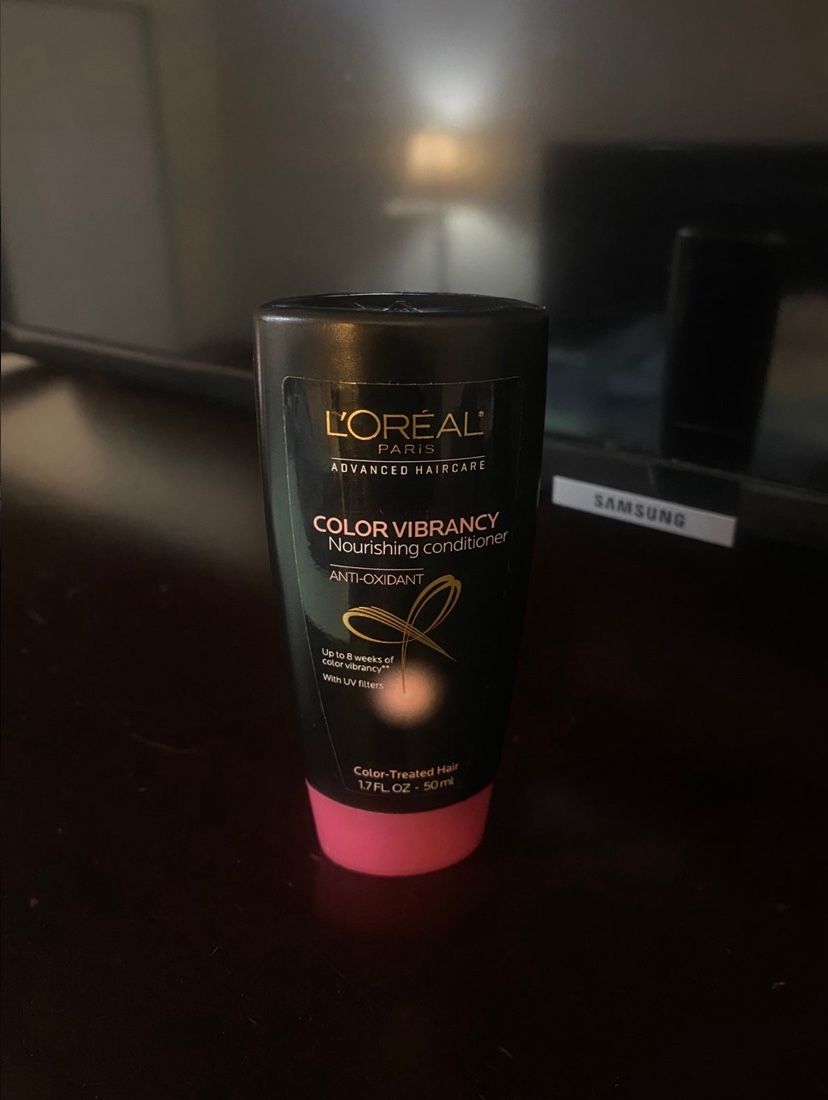 L'ORÉAL®
PARIS
ADVANCED HAIRCARE
COLOR VIBRANCY
Nourishing conditioner
ANTI-OXIDANT
Up to 8 weeks of
color vibrancy**
With UV filters
Color-Treated Hair
1.7 FL. OZ - 50 ml
SAMSUNG